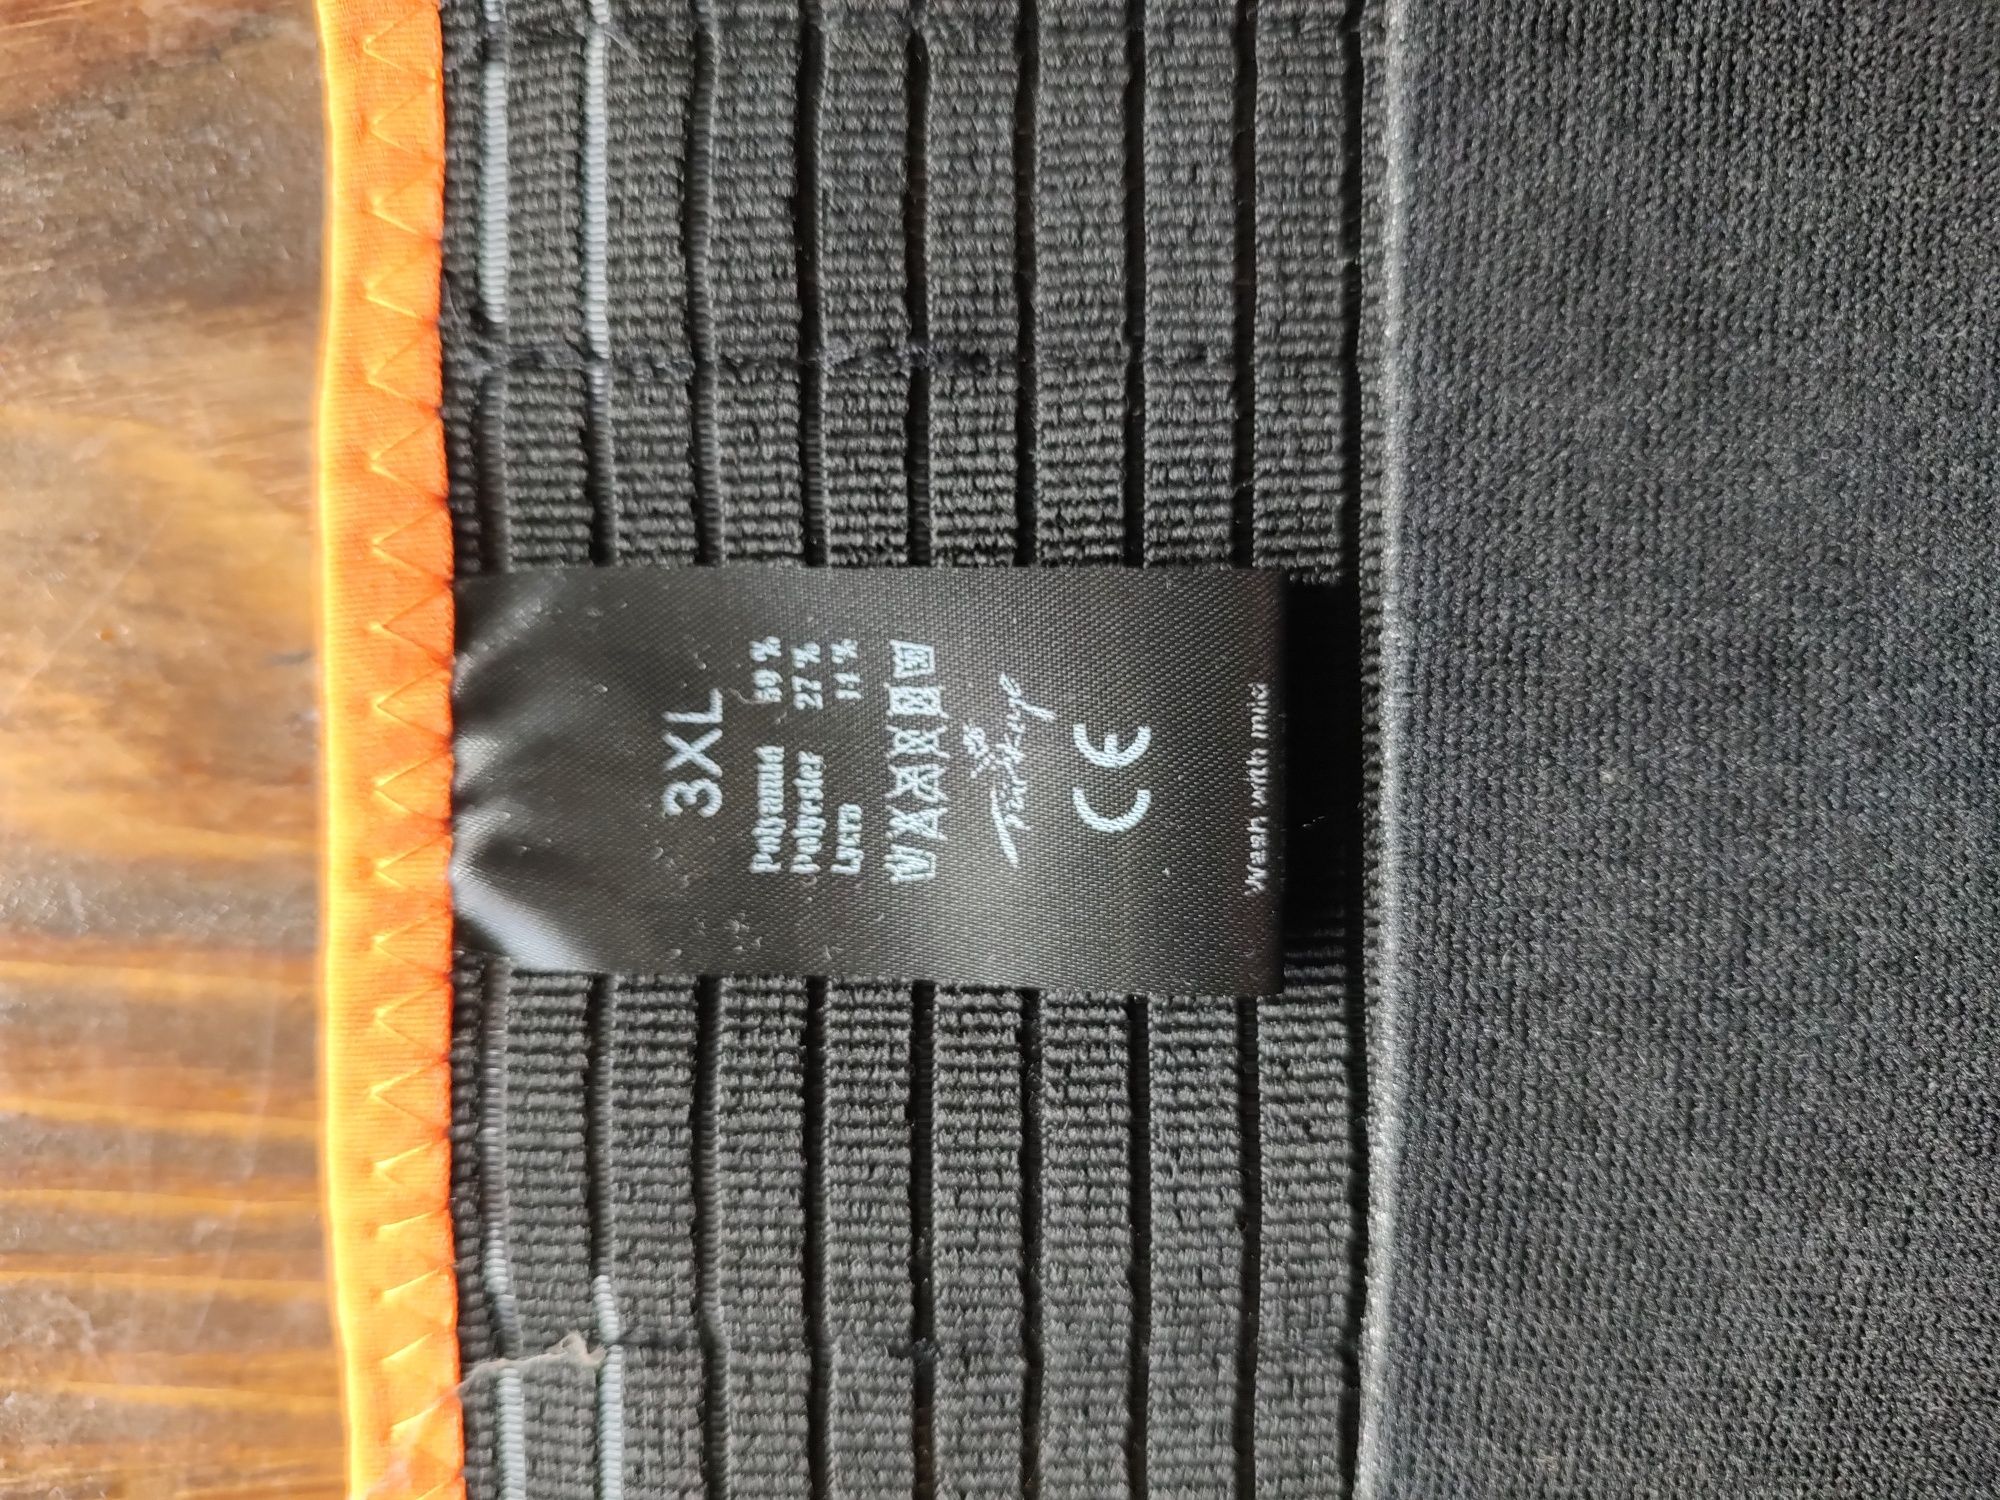 3XL
Polyamid 59 %
Polyester 27 %
Lycra 14 %
CE
Wash with mild